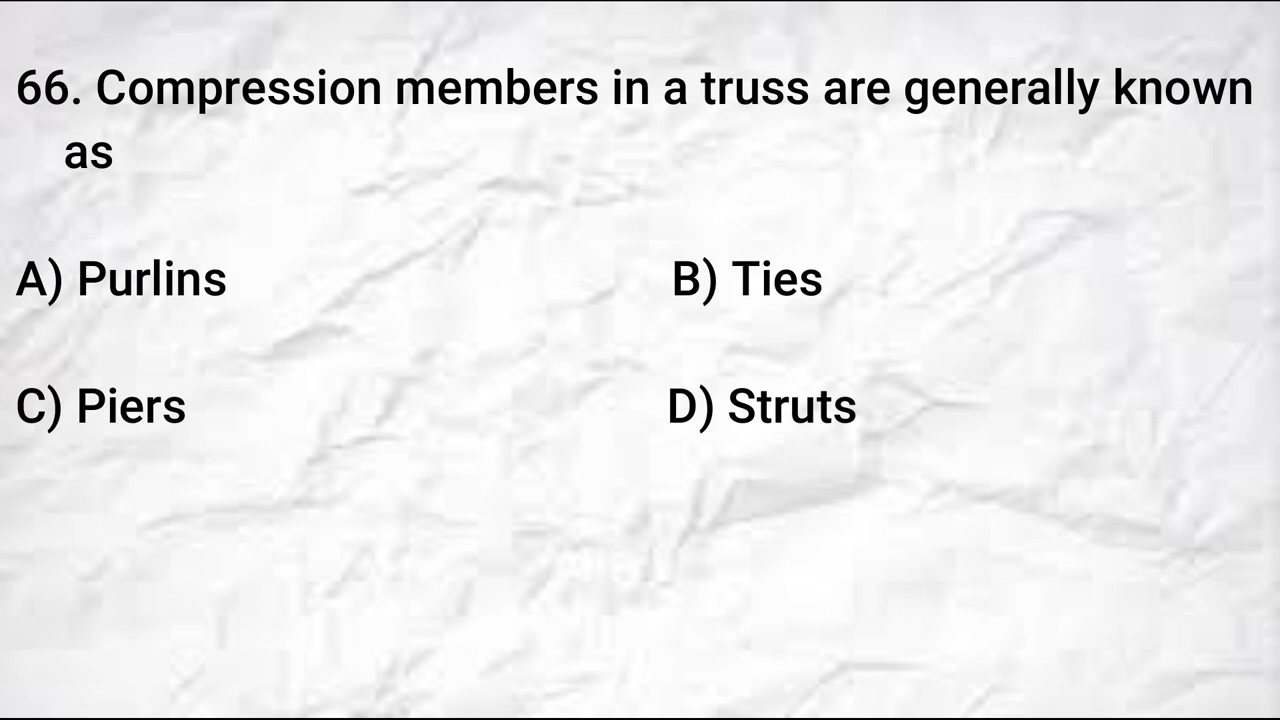 66. Compression members in a truss are generally known
as
A) Purlins
B) Ties
C) Piers
D) Struts